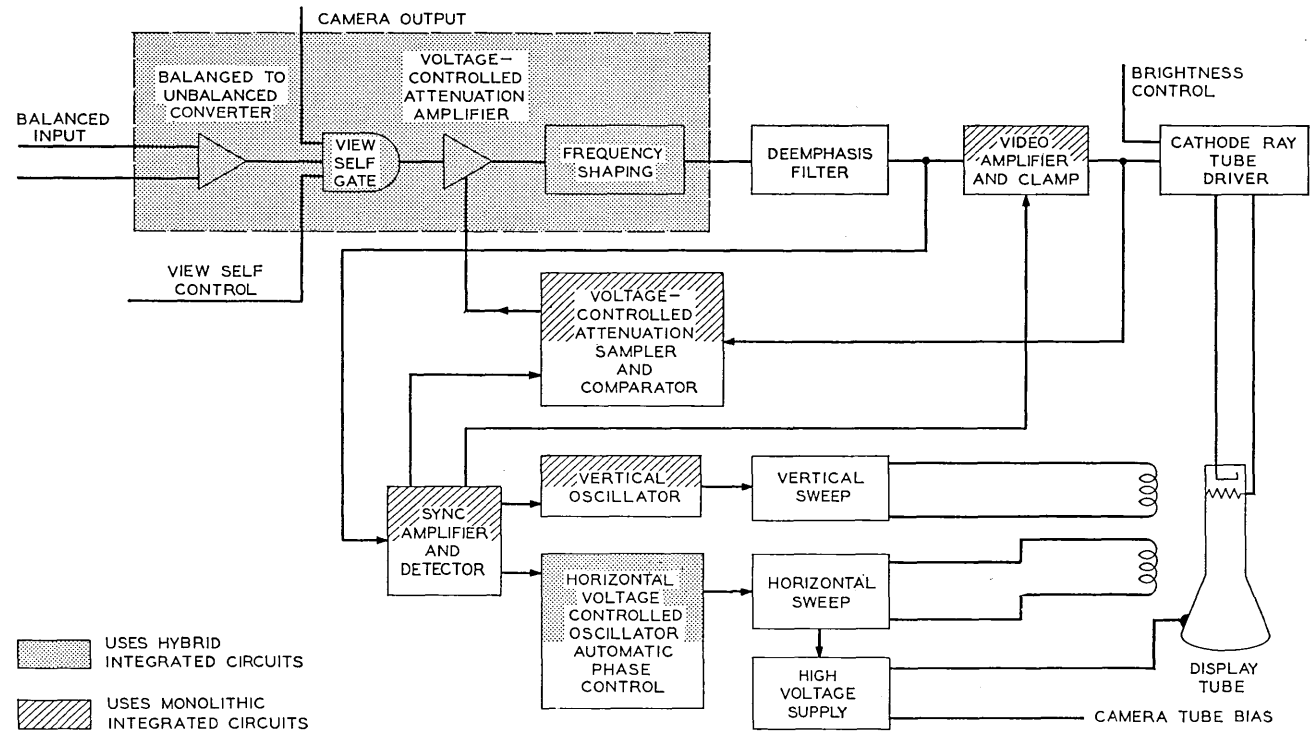 CAMERA OUTPUT
BALANGED TO
UNBALANCED
CONVERTER
VOLTAGE-
CONTROLLED
ATTENUATION
AMPLIFIER
BRIGHTNESS
CONTROL
BALANCED
INPUT
VIEW
SELF
GATE
FREQUENCY
SHAPING
DEEMPHASIS
FILTER
VIDEO
AMPLIFIER
AND CLAMP
CATHODE RAY
TUBE
DRIVER
VIEW SELF
CONTROL
VOLTAGE-
CONTROLLED
ATTENUATION
SAMPLER
AND
COMPARATOR
SYNC
AMPLIFIER
AND
DETECTOR
VERTICAL
OSCILLATOR
VERTICAL
SWEEP
HORIZONTAL
VOLTAGE
CONTROLLED
OSCILLATOR
AUTOMATIC
PHASE
CONTROL
HORIZONTAL
SWEEP
HIGH
VOLTAGE
SUPPLY
DISPLAY
TUBE
CAMERA TUBE BIAS
USES HYBRID
INTEGRATED CIRCUITS
USES MONOLITHIC
INTEGRATED CIRCUITS